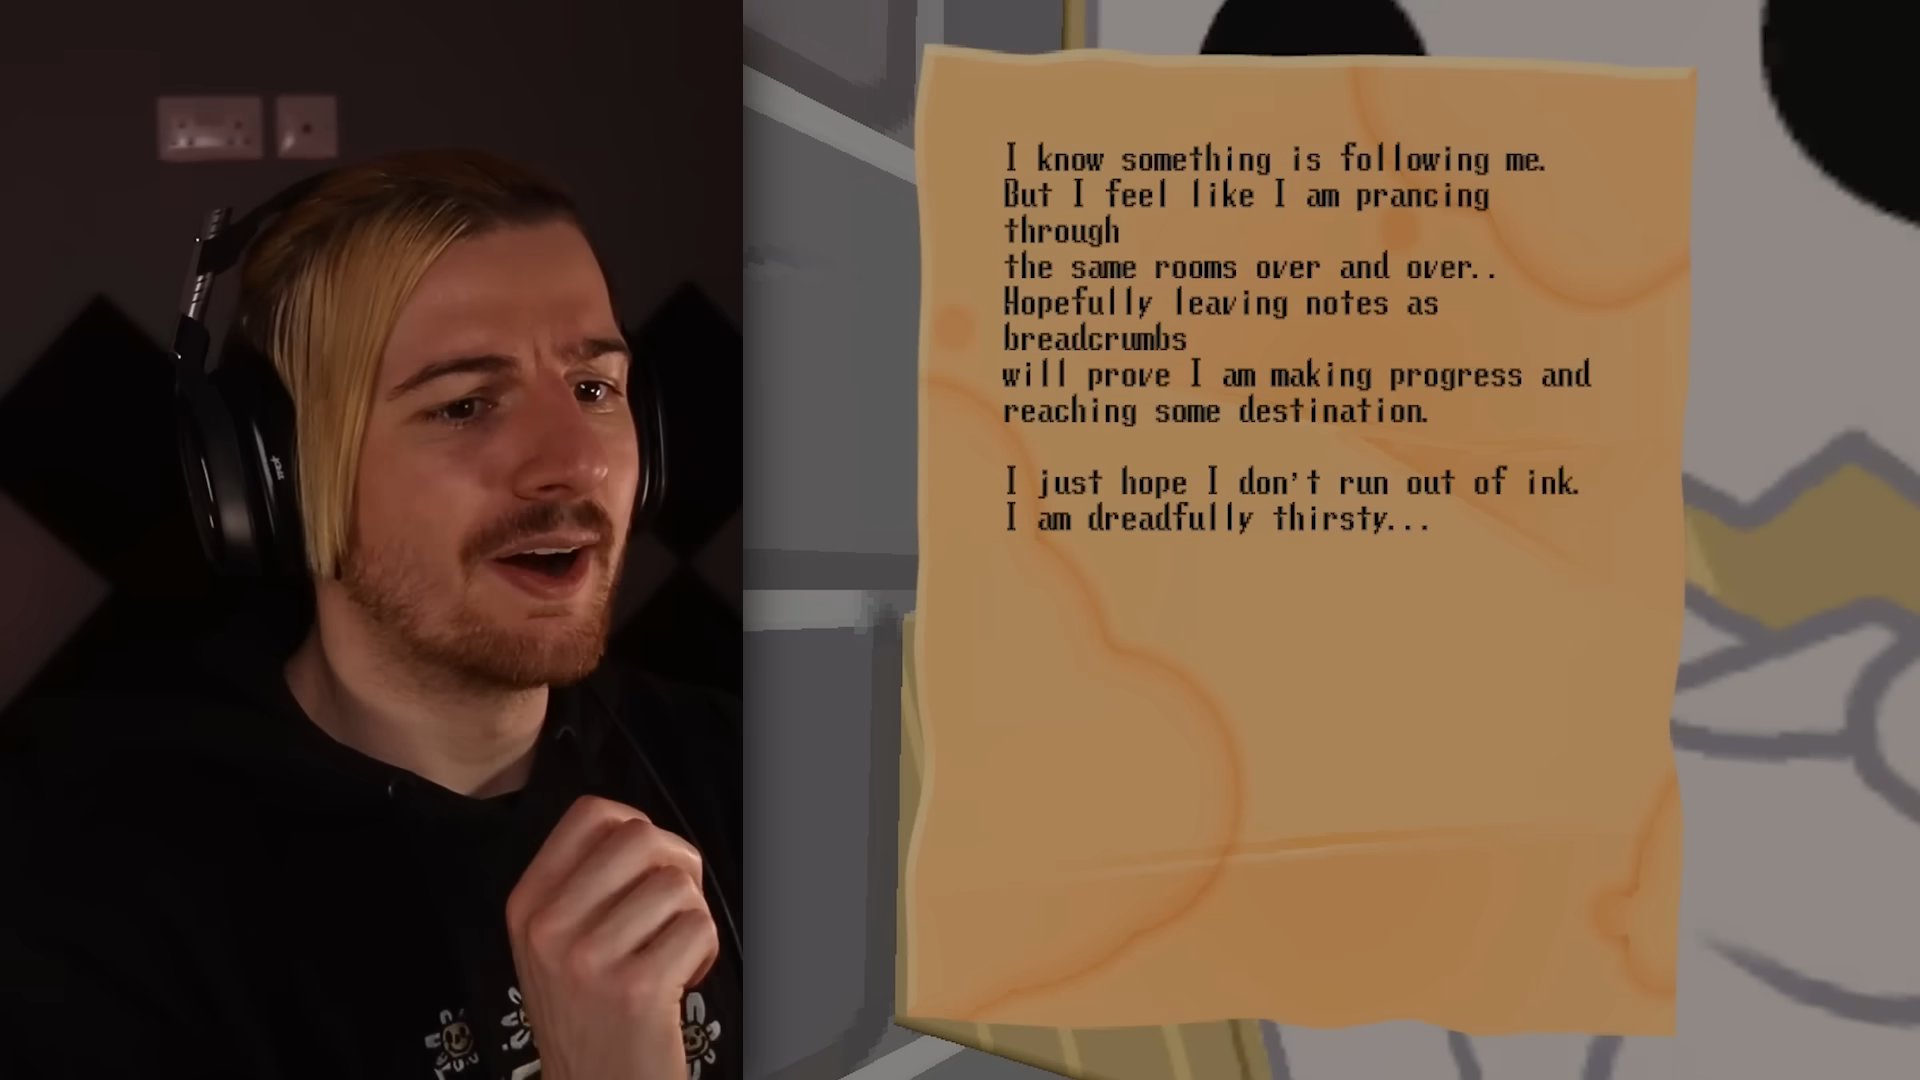 I know something is following me.
But I feel like I am prancing
through
the same rooms over and over..
Hopefully leaving notes as
breadcrumbs
will prove I am making progress and
reaching some destination.
I just hope I don't run out of ink.
I am dreadfully thirsty...